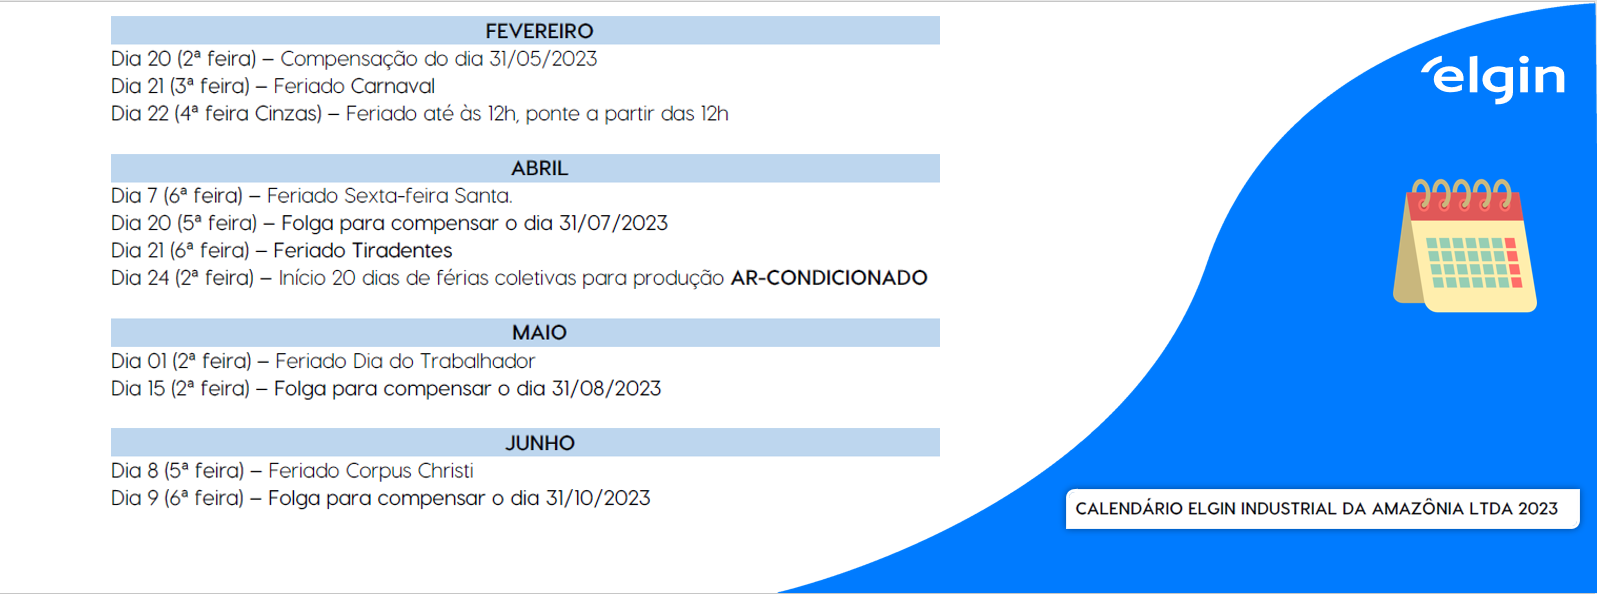 FEVEREIRO
Dia 20 (2ª feira) – Compensação do dia 31/05/2023
Dia 21 (3ª feira) – Feriado Carnaval
Dia 22 (4ª feira Cinzas) – Feriado até às 12h, ponte a partir das 12h
ABRIL
Dia 7 (6ª feira) – Feriado Sexta-feira Santa.
Dia 20 (5ª feira) – Folga para compensar o dia 31/07/2023
Dia 21 (6ª feira) – Feriado Tiradentes
Dia 24 (2ª feira) – Início 20 dias de férias coletivas para produção AR-CONDICIONADO
MAIO
Dia 01 (2ª feira) – Feriado Dia do Trabalhador
Dia 15 (2ª feira) – Folga para compensar o dia 31/08/2023
JUNHO
Dia 8 (5ª feira) – Feriado Corpus Christi
Dia 9 (6ª feira) – Folga para compensar o dia 31/10/2023
elgin
CALENDÁRIO ELGIN INDUSTRIAL DA AMAZÔNIA LTDA 2023